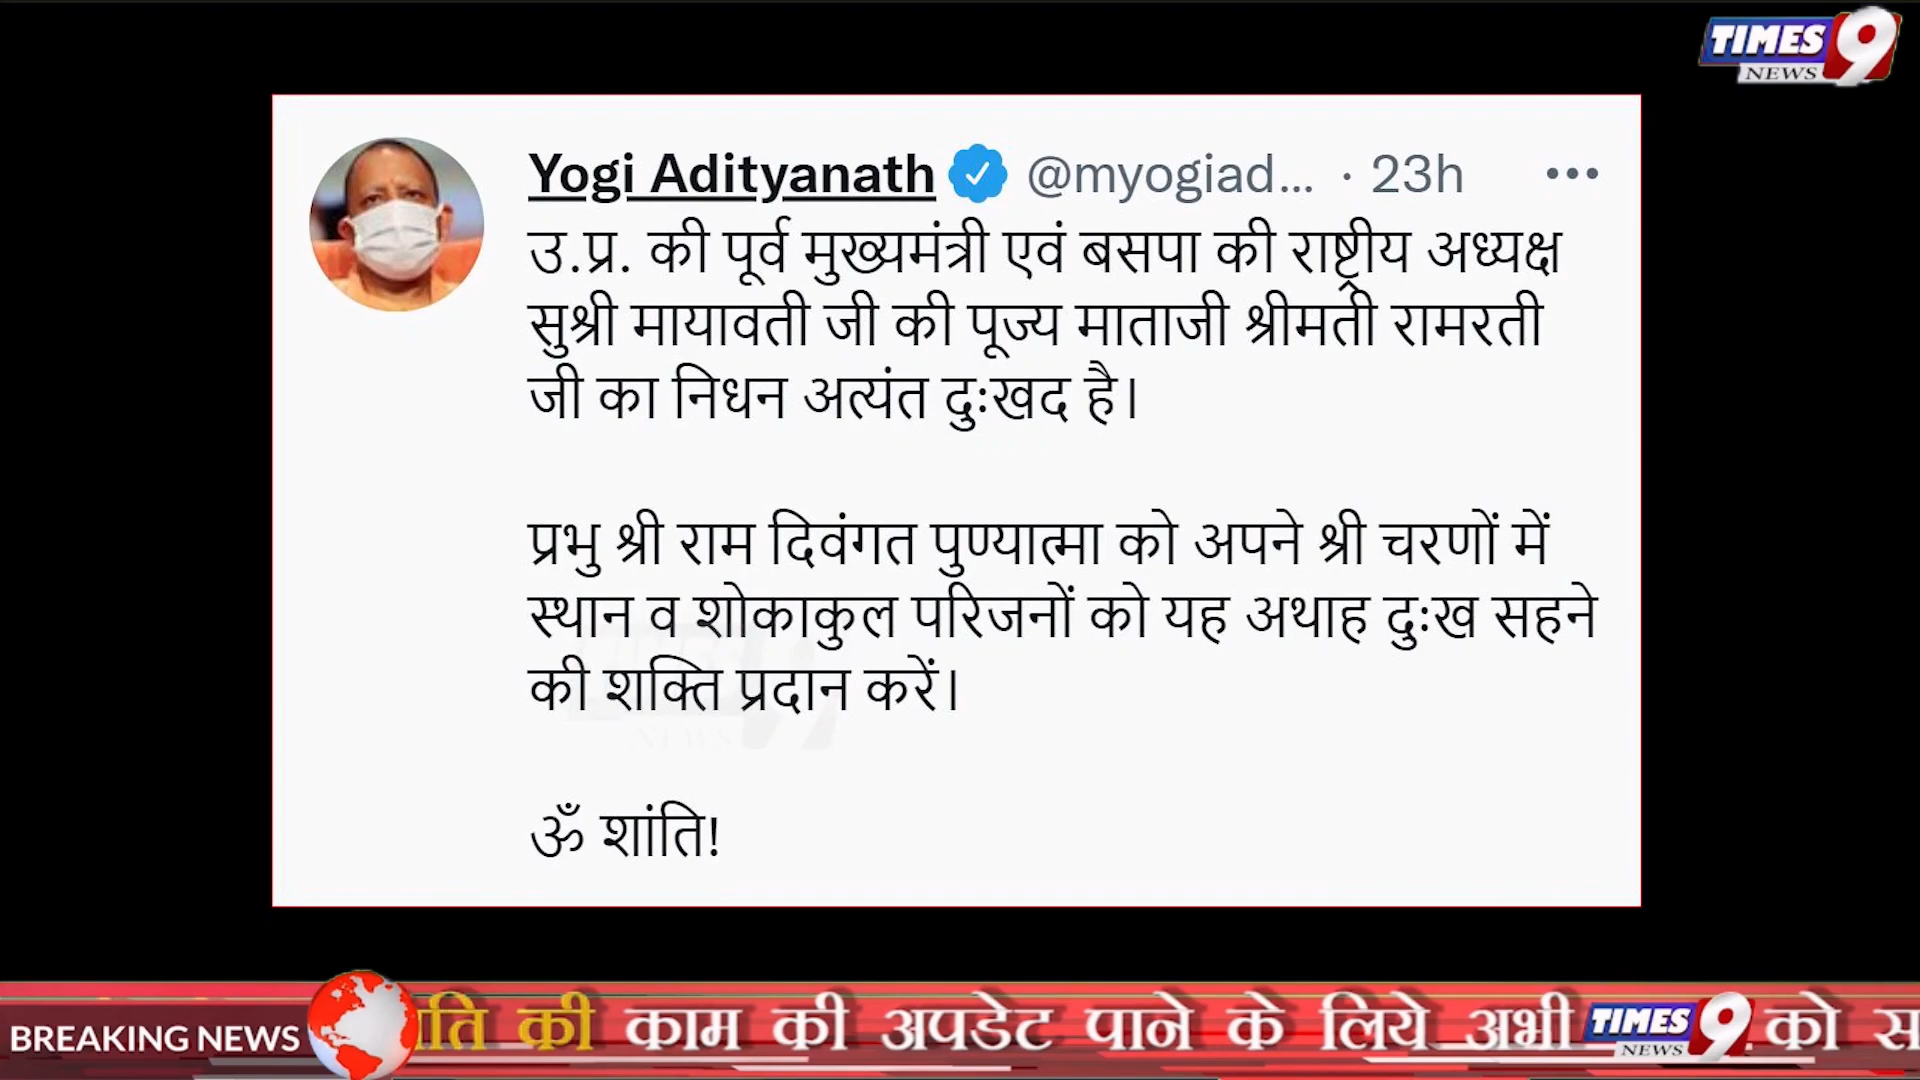 TIMES 9
NEWS
Yogi Adityanath @myogiad... · 23h ...
उ.प्र. की पूर्व मुख्यमंत्री एवं बसपा की राष्ट्रीय अध्यक्ष
सुश्री मायावती जी की पूज्य माताजी श्रीमती रामरती
जी का निधन अत्यंत दुःखद है।
प्रभु श्री राम दिवंगत पुण्यात्मा को अपने श्री चरणों में
स्थान व शोकाकुल परिजनों को यह अथाह दुःख सहने
की शक्ति प्रदान करें।
ॐ शांति!
BREAKING NEWS की काम की अपडेट पाने के लिये अभी TIMES 9 NEWS को